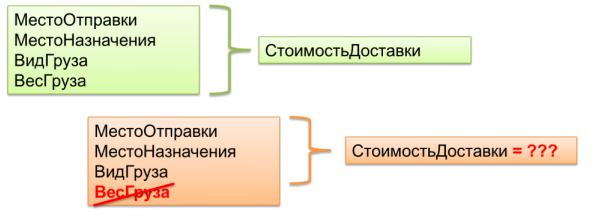 МестоОтправки
МестоНазначения
ВидГруза
ВесГруза
СтоимостьДоставки
МестоОтправки
МестоНазначения
ВидГруза
ВесГруза
СтоимостьДоставки = ???